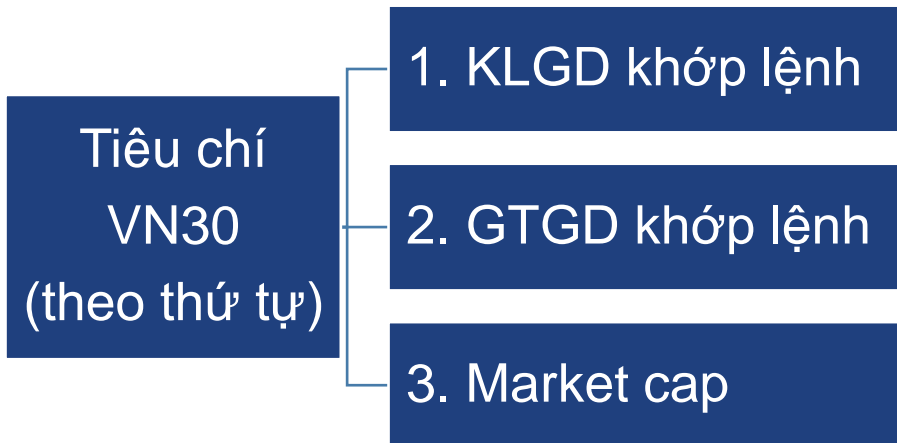 Tiêu chí
VN30
(theo thứ tự)
1. KLGD khớp lệnh
2. GTGD khớp lệnh
3. Market cap